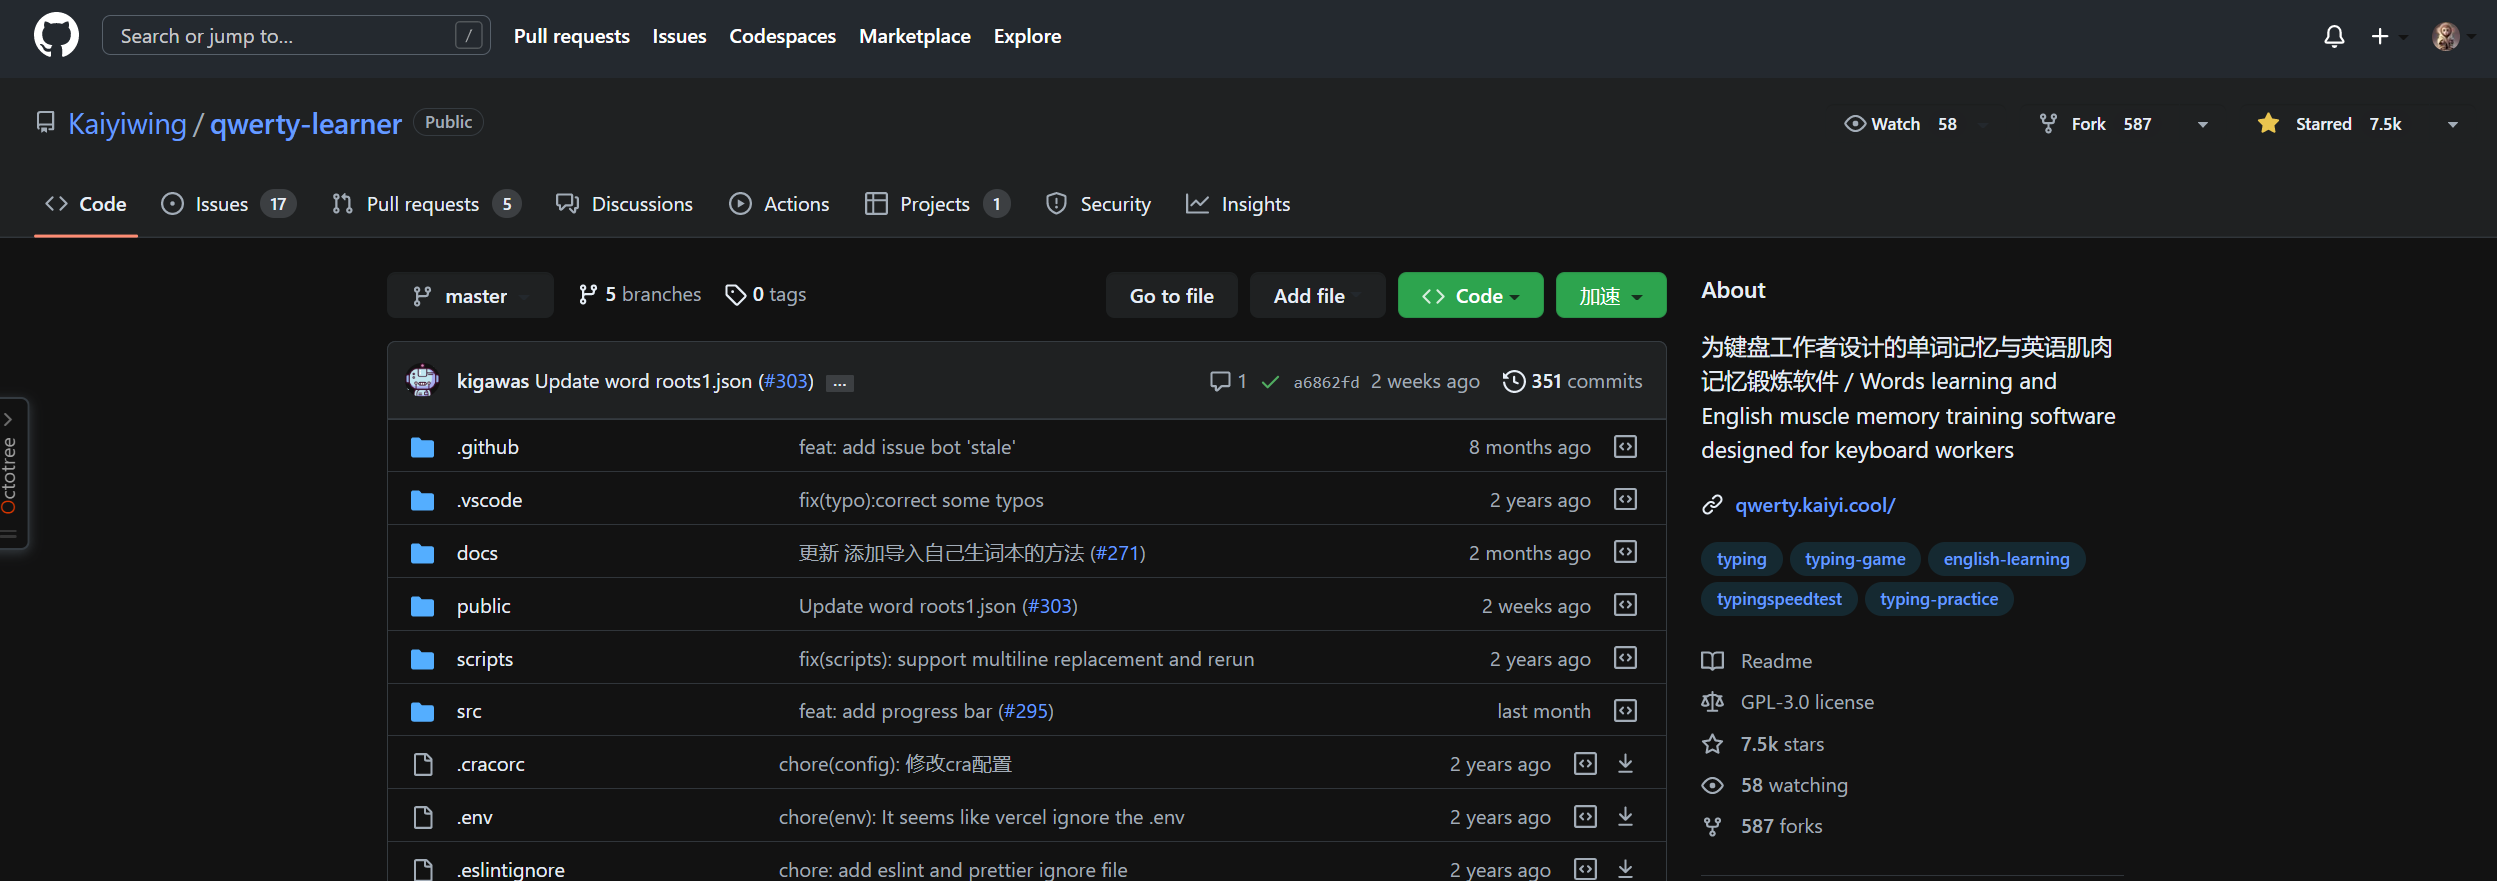 Search or jump to... /
Pull requests Issues Codespaces Marketplace Explore
Kaiyiwing / qwerty-learner Public
Watch 58 Fork 587 Starred 7.5k
Code Issues 17 Pull requests 5 Discussions Actions Projects 1 Security Insights
master 5 branches 0 tags
Go to file Add file Code 加速
kigawas Update word roots1.json (#303) ... 1 a6862fd 2 weeks ago 351 commits
.github feat: add issue bot 'stale' 8 months ago
.vscode fix(typo):correct some typos 2 years ago
docs 更新 添加导入自己生词本的方法 (#271) 2 months ago
public Update word roots1.json (#303) 2 weeks ago
scripts fix(scripts): support multiline replacement and rerun 2 years ago
src feat: add progress bar (#295) last month
.cracorc chore(config): 修改cra配置 2 years ago
.env chore(env): It seems like vercel ignore the .env 2 years ago
.eslintignore chore: add eslint and prettier ignore file 2 years ago
About
为键盘工作者设计的单词记忆与英语肌肉
记忆锻炼软件 / Words learning and
English muscle memory training software
designed for keyboard workers
qwerty.kaiyi.cool/
typing typing-game english-learning
typingspeedtest typing-practice
Readme
GPL-3.0 license
7.5k stars
58 watching
587 forks
Octotree